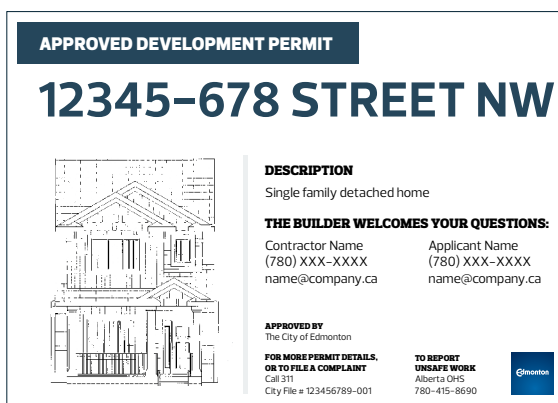 APPROVED DEVELOPMENT PERMIT
12345-678 STREET NW
DESCRIPTION
Single family detached home
THE BUILDER WELCOMES YOUR QUESTIONS:
Contractor Name
(780) XXX-XXXX
name@company.ca
Applicant Name
(780) XXX-XXXX
name@company.ca
APPROVED BY
The City of Edmonton
FOR MORE PERMIT DETAILS,
OR TO FILE A COMPLAINT
Call 311
City File # 123456789-001
TO REPORT
UNSAFE WORK
Alberta OHS
780-415-8690
Edmonton